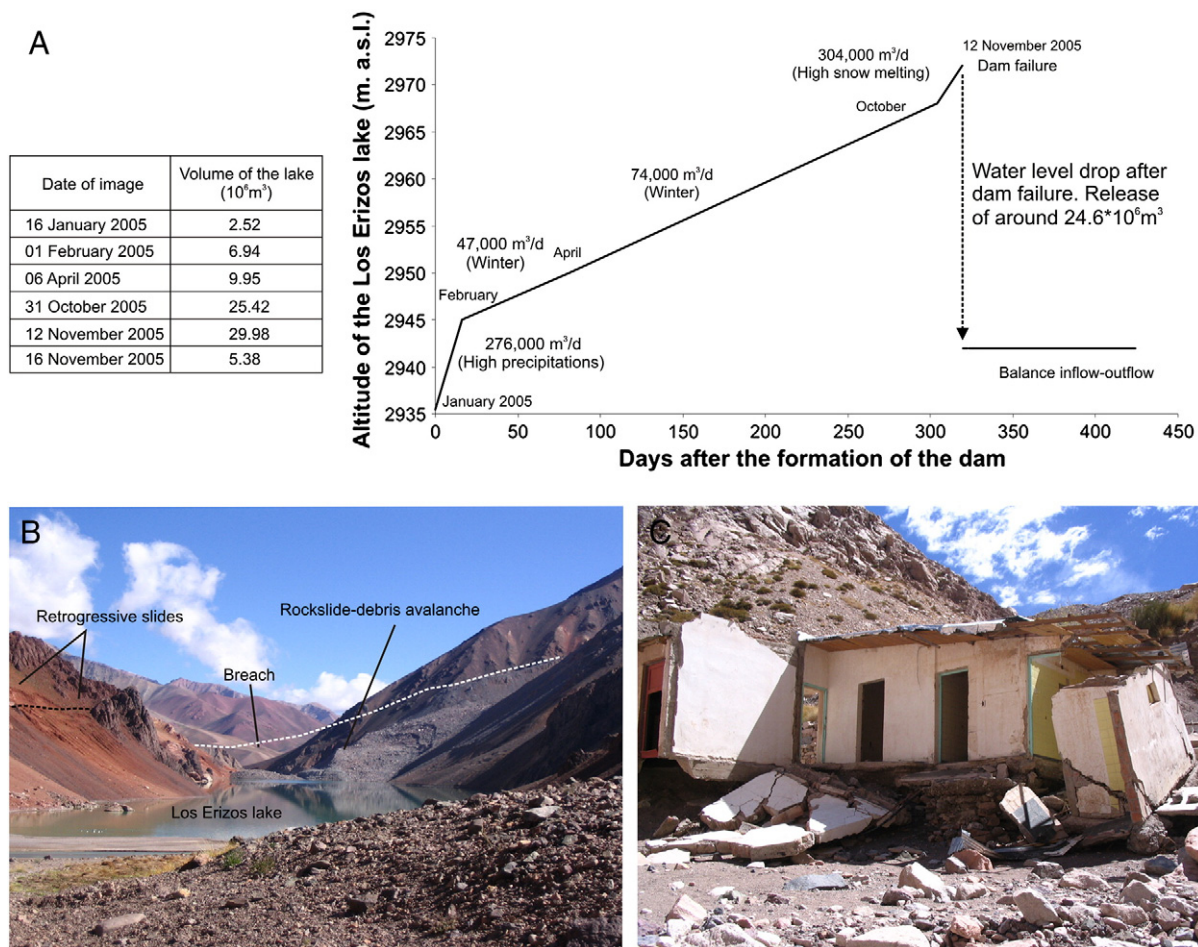 A
Date of image
Volume of the lake
(10⁶m³)
16 January 2005
2.52
01 February 2005
6.94
06 April 2005
9.95
31 October 2005
25.42
12 November 2005
29.98
16 November 2005
5.38
Altitude of the Los Erizos lake (m. a.s.l.)
2975
2970
2965
2960
2955
2950
2945
2940
2935
304,000 m³/d
(High snow melting)
12 November 2005
Dam failure
October
74,000 m³/d
(Winter)
Water level drop after
dam failure. Release
of around 24.6*10⁶m³
47,000 m³/d
(Winter)
April
February
276,000 m³/d
(High precipitations)
January 2005
Balance inflow-outflow
0
50
100
150
200
250
300
350
400
450
Days after the formation of the dam
B
Retrogressive slides
Rockslide-debris avalanche
Breach
Los Erizos lake
C